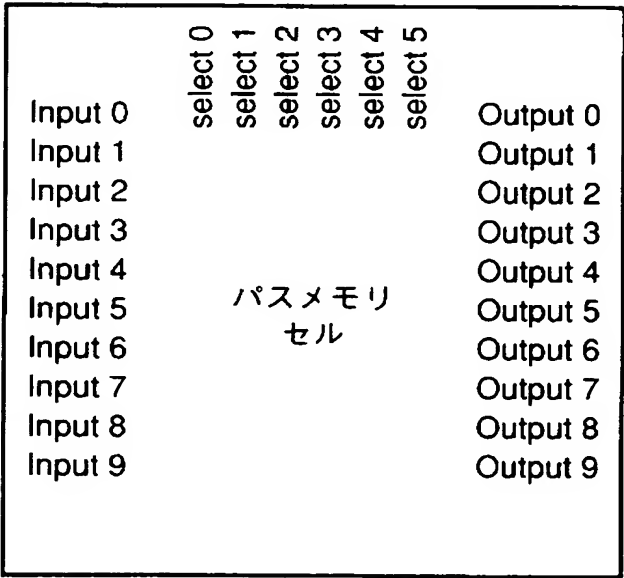 select 0
select 1
select 2
select 3
select 4
select 5
Input 0
Input 1
Input 2
Input 3
Input 4
Input 5
Input 6
Input 7
Input 8
Input 9
パスメモリ
セル
Output 0
Output 1
Output 2
Output 3
Output 4
Output 5
Output 6
Output 7
Output 8
Output 9